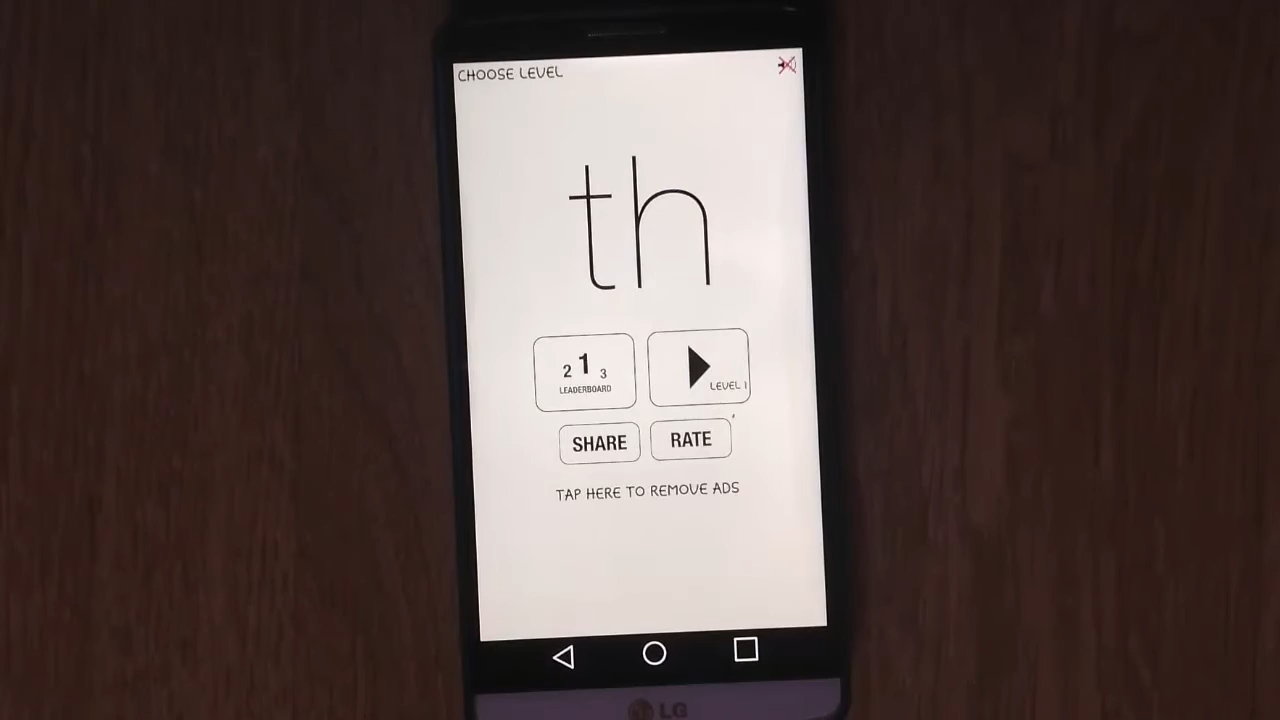 CHOOSE LEVEL
th
2 1 3
LEADERBOARD
LEVEL 1
SHARE
RATE
TAP HERE TO REMOVE ADS
LG